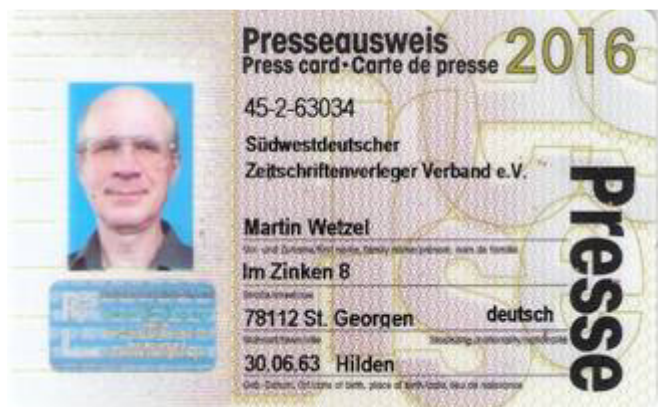 Presseausweis 2016
Press card·Carte de presse
45-2-63034
Südwestdeutscher
Zeitschriftenverleger Verband e.V.
Martin Wetzel
Im Zinken 8
78112 St. Georgen deutsch
30.06.63 Hilden
Presse